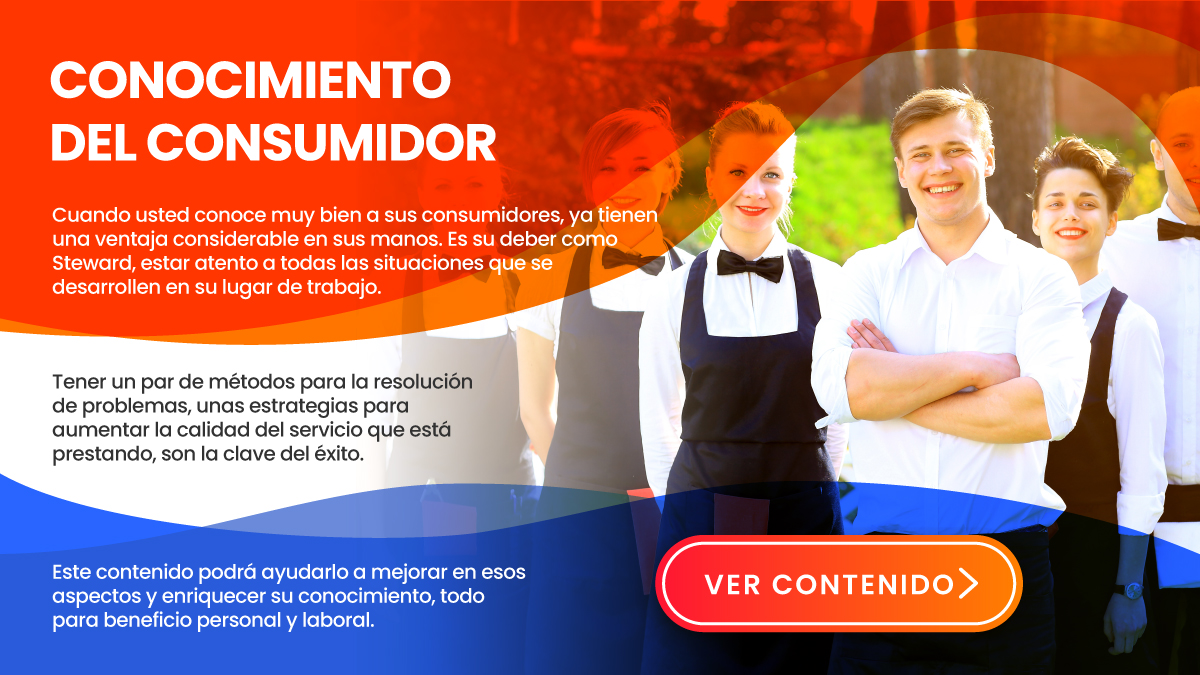 CONOCIMIENTO
DEL CONSUMIDOR
Cuando usted conoce muy bien a sus consumidores, ya tienen
una ventaja considerable en sus manos. Es su deber como
Steward, estar atento a todas las situaciones que se
desarrollen en su lugar de trabajo.
Tener un par de métodos para la resolución
de problemas, unas estrategias para
aumentar la calidad del servicio que está
prestando, son la clave del éxito.
Este contenido podrá ayudarlo a mejorar en esos
aspectos y enriquecer su conocimiento, todo
para beneficio personal y laboral.
VER CONTENIDO